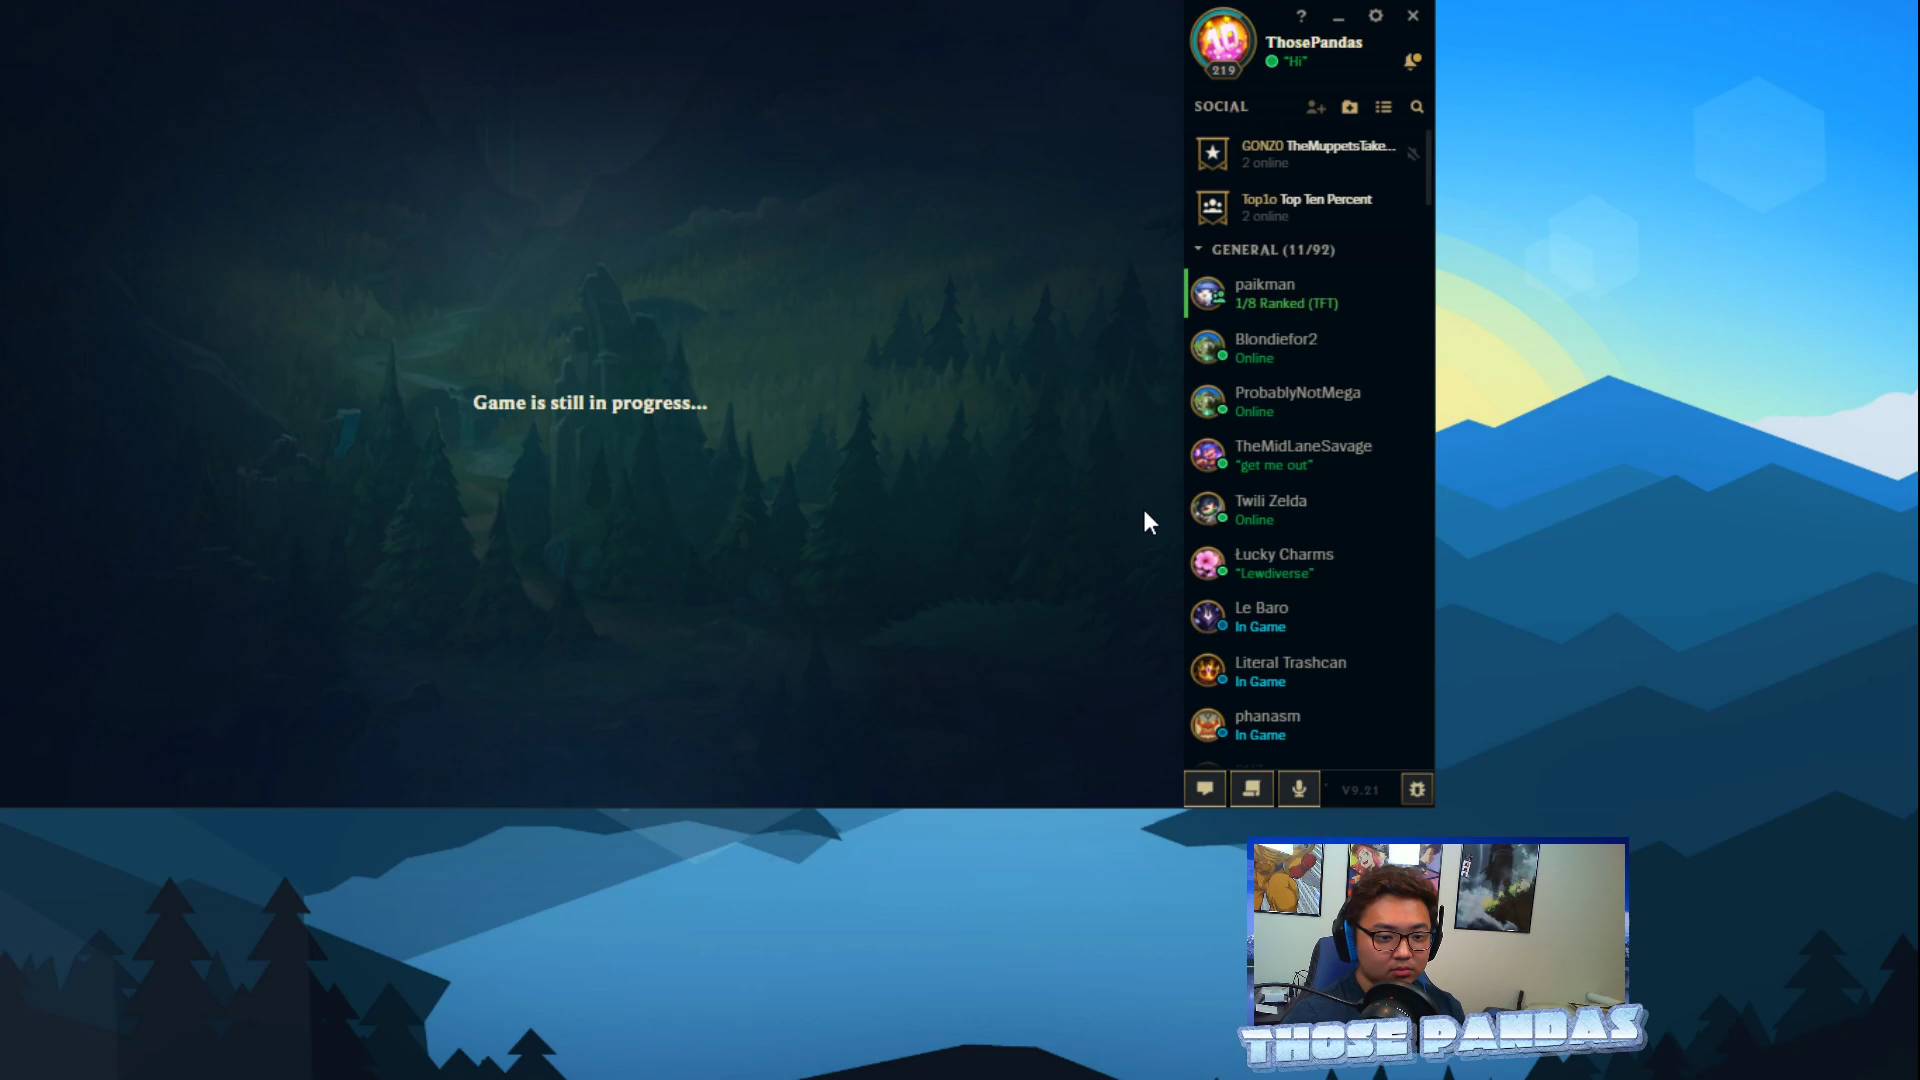 ?
ThosePandas
"Hi"
219
SOCIAL
GONZO TheMuppetsTake...
2 online
Top1o Top Ten Percent
2 online
GENERAL (11/92)
paikman
1/8 Ranked (TFT)
Blondiefor2
Online
ProbablyNotMega
Online
TheMidLaneSavage
"get me out"
Twili Zelda
Online
Łucky Charms
"Lewdiverse"
Le Baro
In Game
Literal Trashcan
In Game
phanasm
In Game
V9.21
Game is still in progress...
THOSE PANDAS